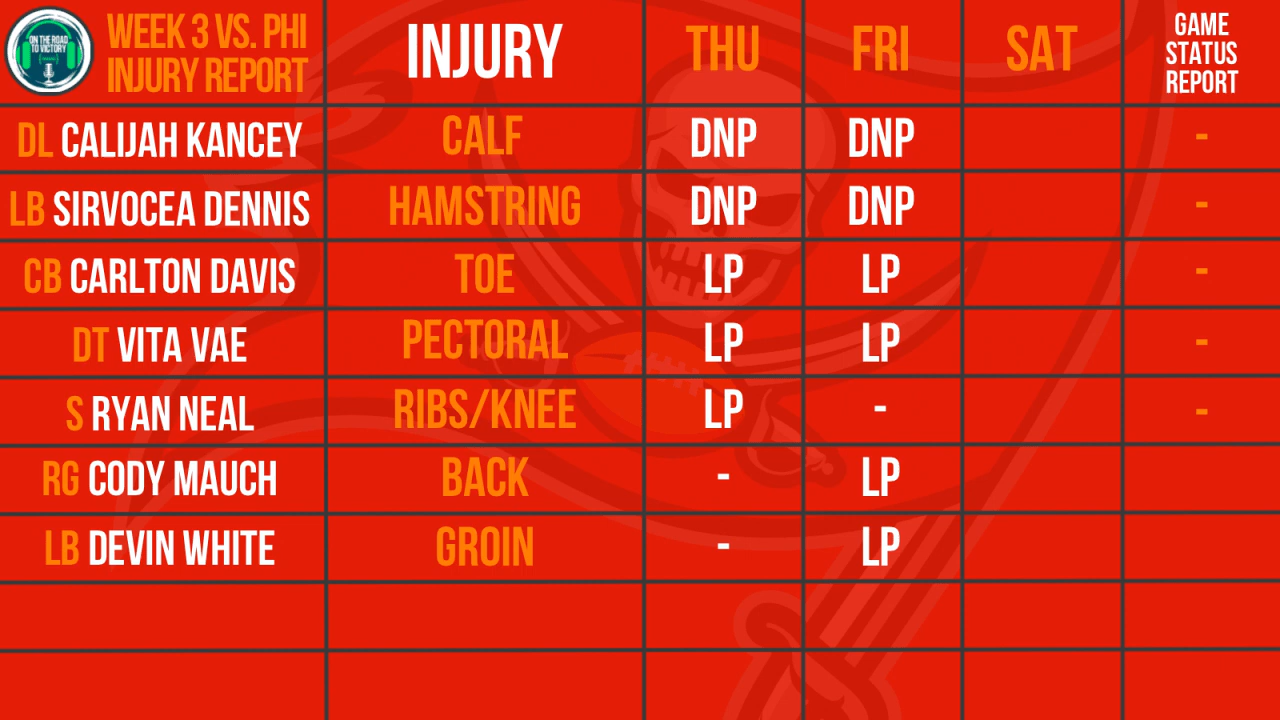 ON THE ROAD
TO VICTORY
WEEK 3 VS. PHI
INJURY REPORT
INJURY
THU
FRI
SAT
GAME
STATUS
REPORT
DL CALIJAH KANCEY CALF DNP DNP -
LB SIRVOCEA DENNIS HAMSTRING DNP DNP -
CB CARLTON DAVIS TOE LP LP -
DT VITA VAE PECTORAL LP LP -
S RYAN NEAL RIBS/KNEE LP - -
RG CODY MAUCH BACK - LP
LB DEVIN WHITE GROIN - LP